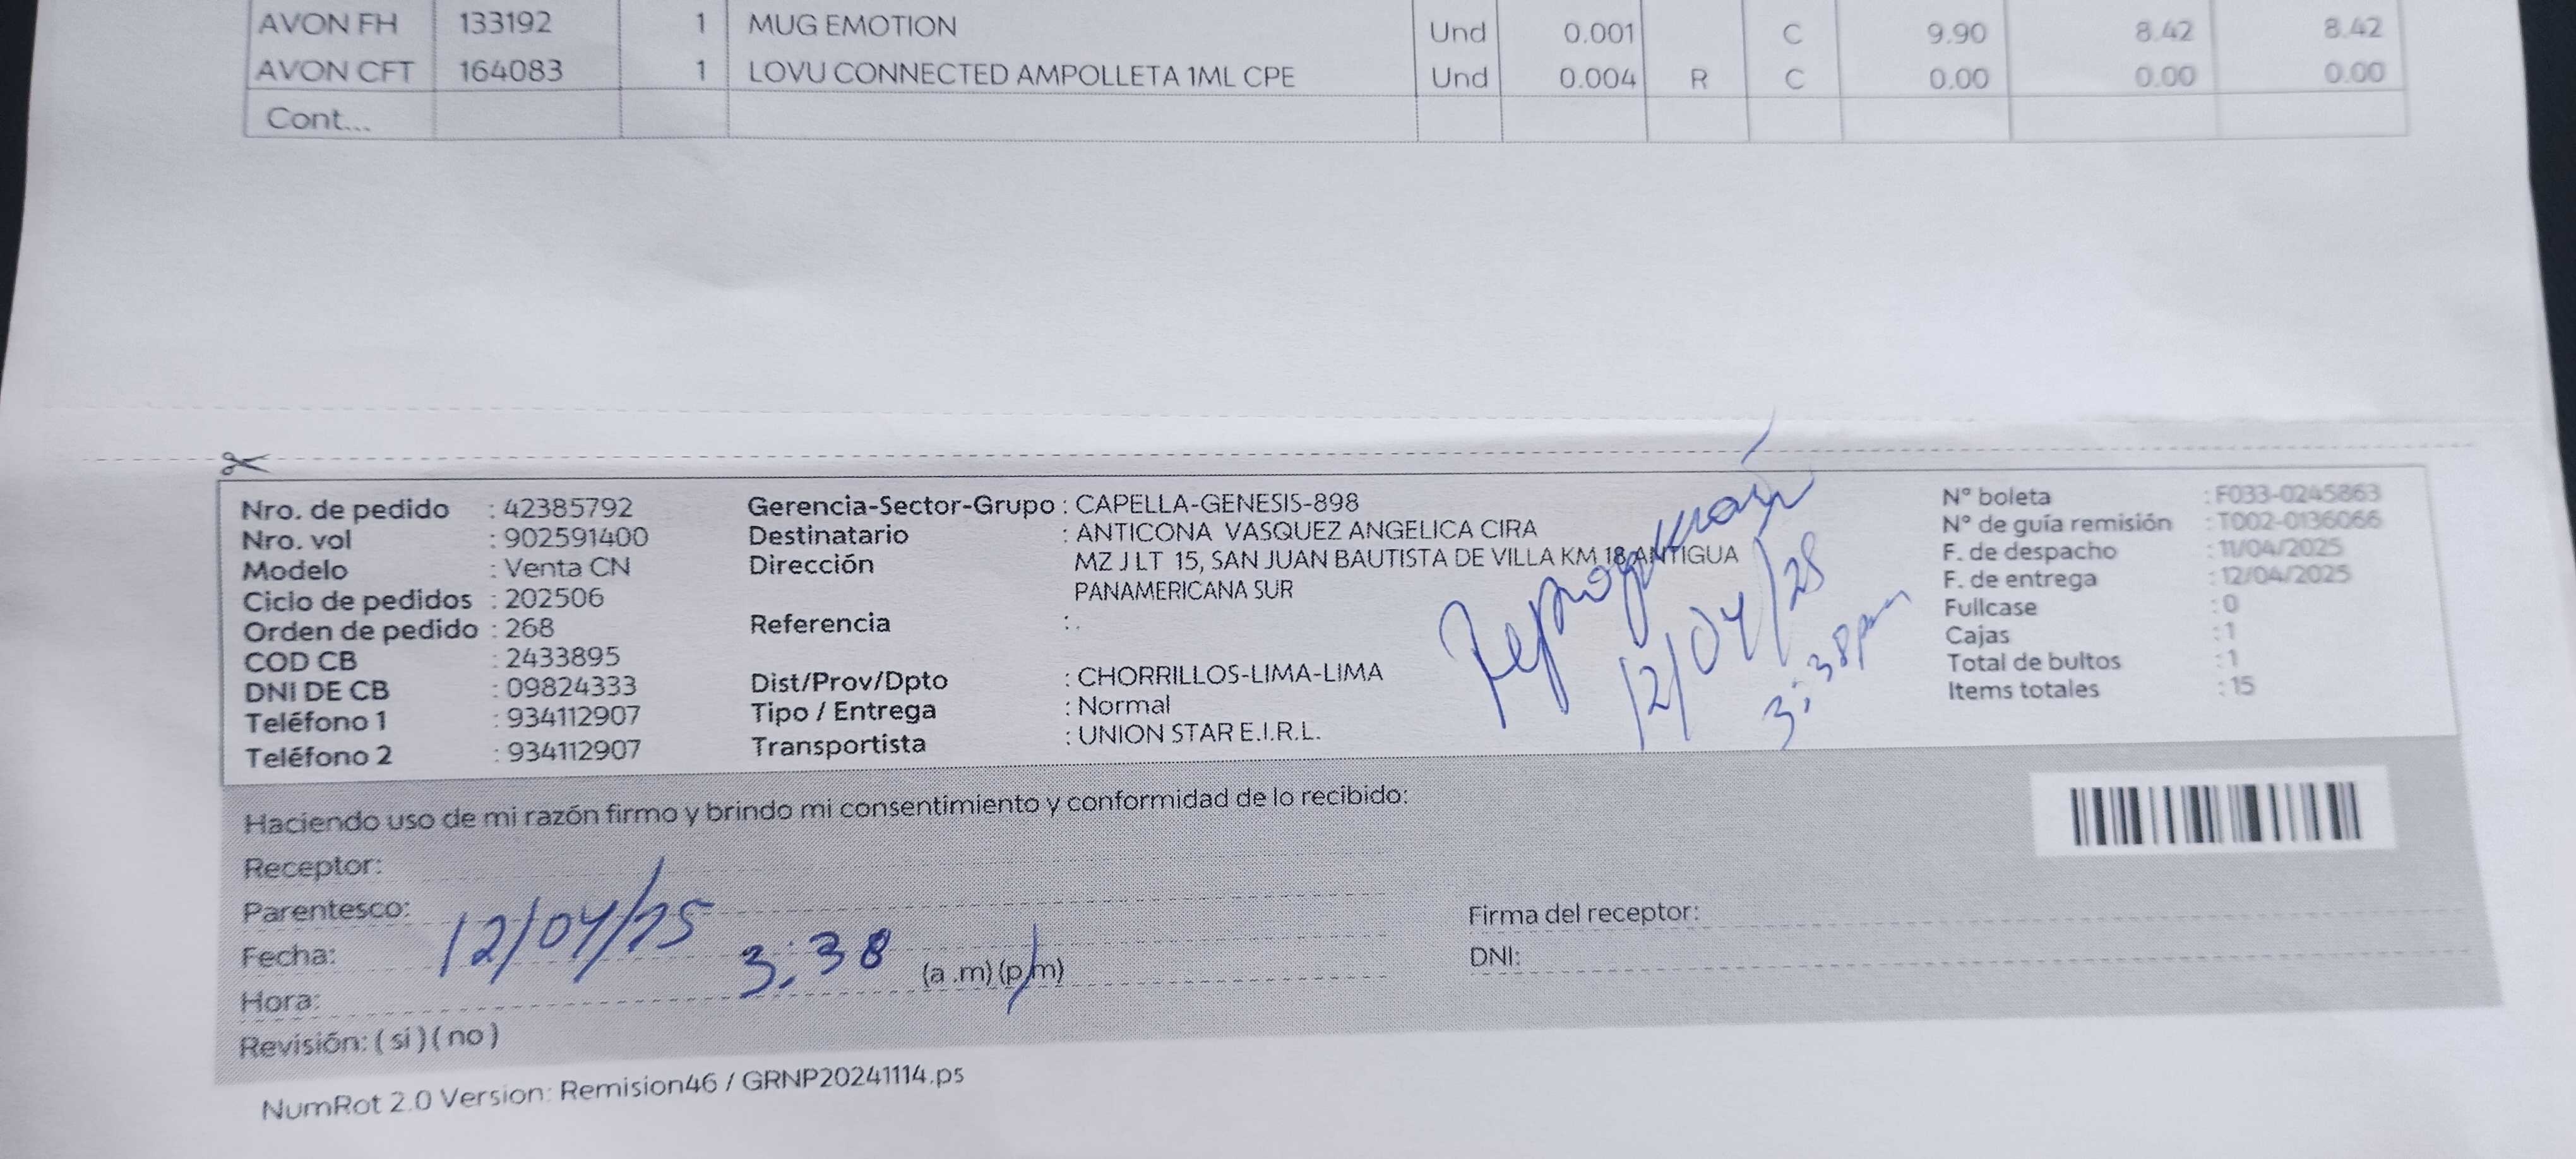 AVON FH 133192 1 MUG EMOTION Und 0.001 C 9.90 8.42 8.42
AVON CFT 164083 1 LOVU CONNECTED AMPOLLETA 1ML CPE Und 0.004 R C 0.00 0.00 0.00
Cont...
Nro. de pedido : 42385792
Nro. vol : 902591400
Modelo : Venta CN
Ciclo de pedidos : 202506
Orden de pedido : 268
COD CB : 2433895
DNI DE CB : 09824333
Teléfono 1 : 934112907
Teléfono 2 : 934112907
Gerencia-Sector-Grupo : CAPELLA-GENESIS-898
Destinatario : ANTICONA VASQUEZ ANGELICA CIRA
Dirección MZ J LT 15, SAN JUAN BAUTISTA DE VILLA KM 18 ANTIGUA
PANAMERICANA SUR
Referencia : .
Dist/Prov/Dpto : CHORRILLOS-LIMA-LIMA
Tipo / Entrega : Normal
Transportista : UNION STAR E.I.R.L.
12/04/25
3:38pm
N° boleta : F033-0245863
N° de guía remisión : T002-0136066
F. de despacho : 11/04/2025
F. de entrega : 12/04/2025
Fullcase : 0
Cajas : 1
Total de bultos : 1
Items totales : 15
Haciendo uso de mi razón firmo y brindo mi consentimiento y conformidad de lo recibido:
Receptor:
Parentesco:
Fecha: 12/04/25
Hora: 3:38 (a .m) (p/m)
Revisión: ( si ) ( no )
Firma del receptor:
DNI:
NumRot 2.0 Version: Remision46 / GRNP20241114.ps